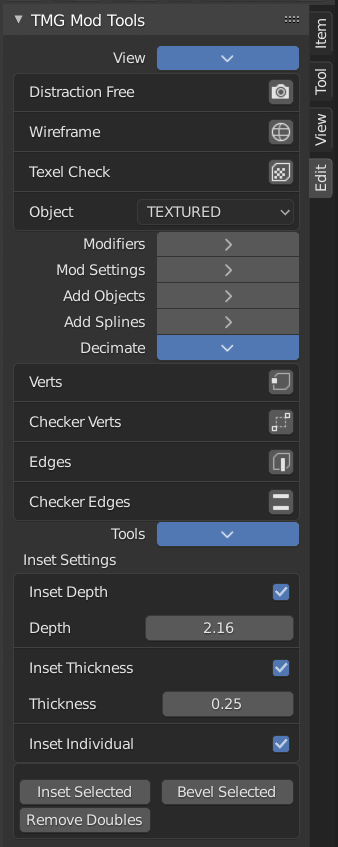 TMG Mod Tools
Item
Tool
View
Edit
View
Distraction Free
Wireframe
Texel Check
Object TEXTURED
Modifiers
Mod Settings
Add Objects
Add Splines
Decimate
Verts
Checker Verts
Edges
Checker Edges
Tools
Inset Settings
Inset Depth
Depth 2.16
Inset Thickness
Thickness 0.25
Inset Individual
Inset Selected Bevel Selected
Remove Doubles